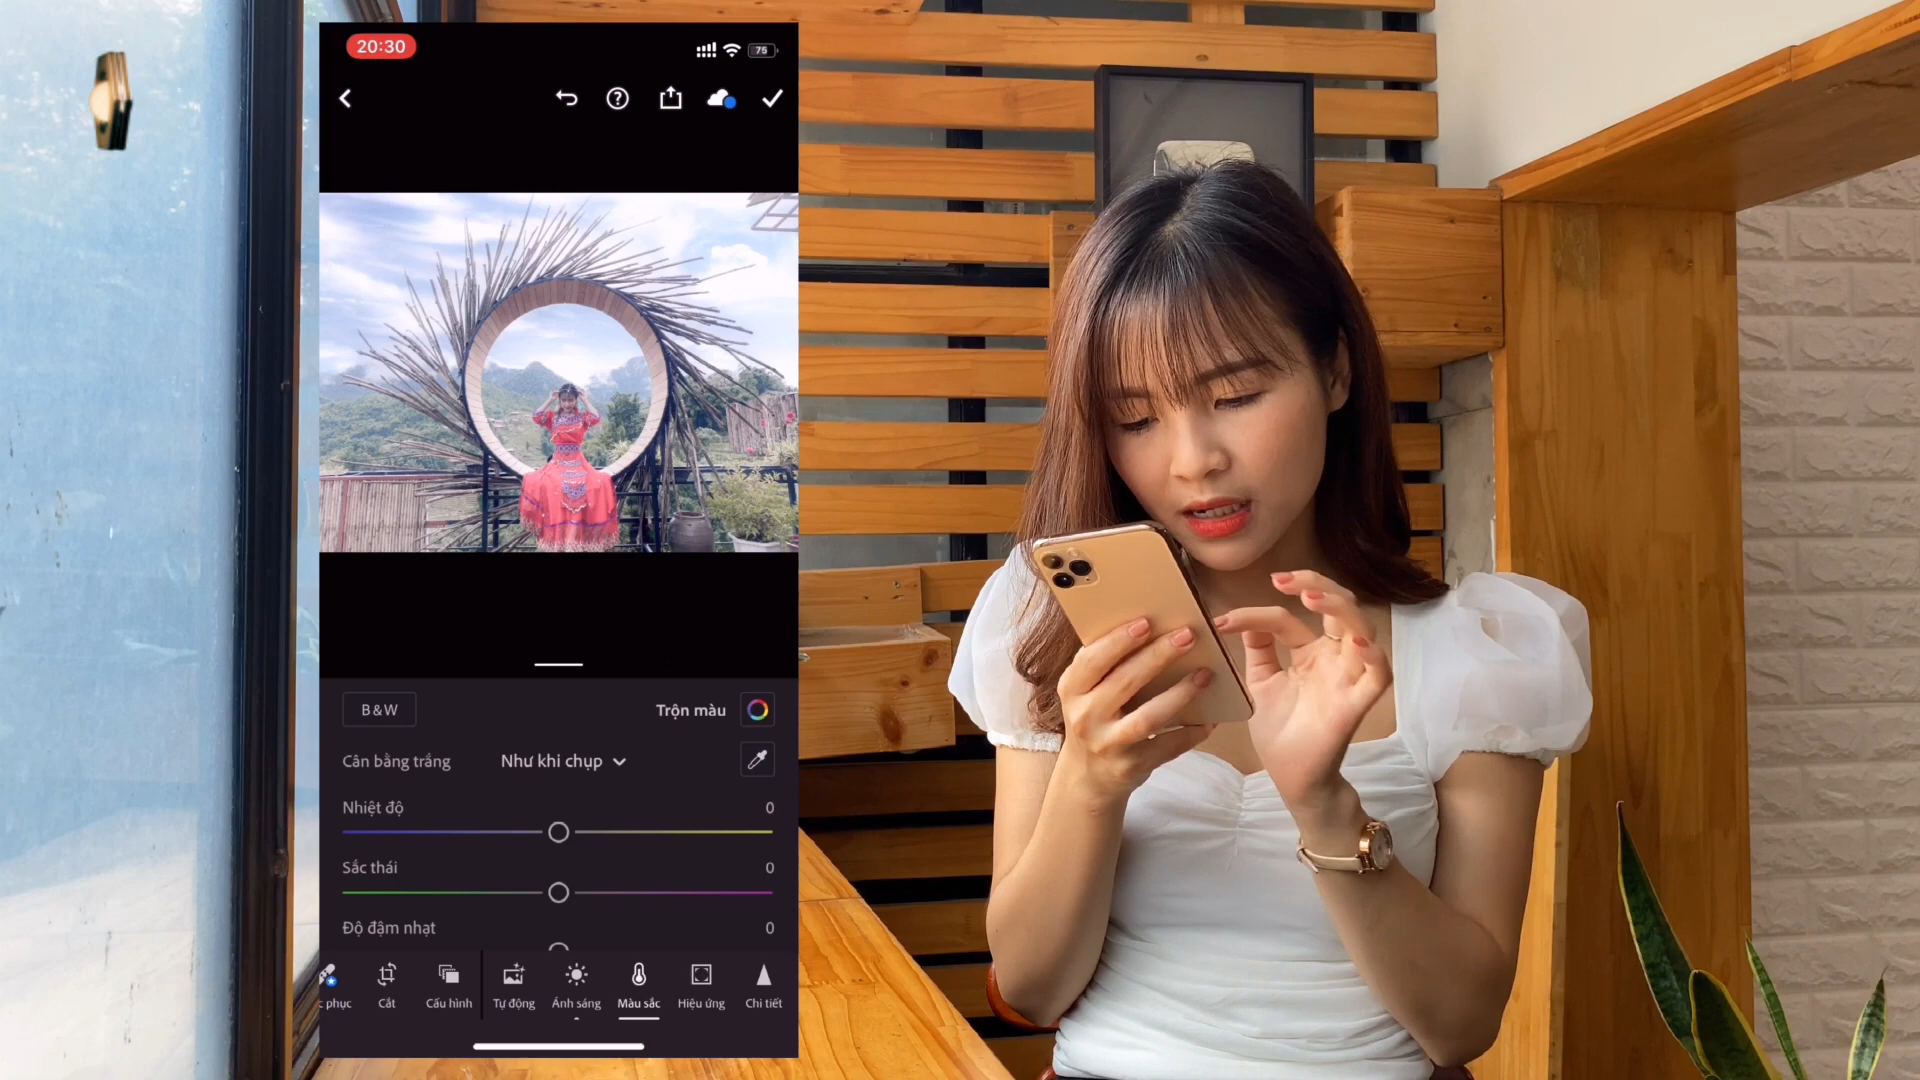 20:30
75
B&W
Trộn màu
Cân bằng trắng
Như khi chụp
Nhiệt độ
0
Sắc thái
0
Độ đậm nhạt
0
phục
Cắt
Cấu hình
Tự động
Ánh sáng
Màu sắc
Hiệu ứng
Chi tiết